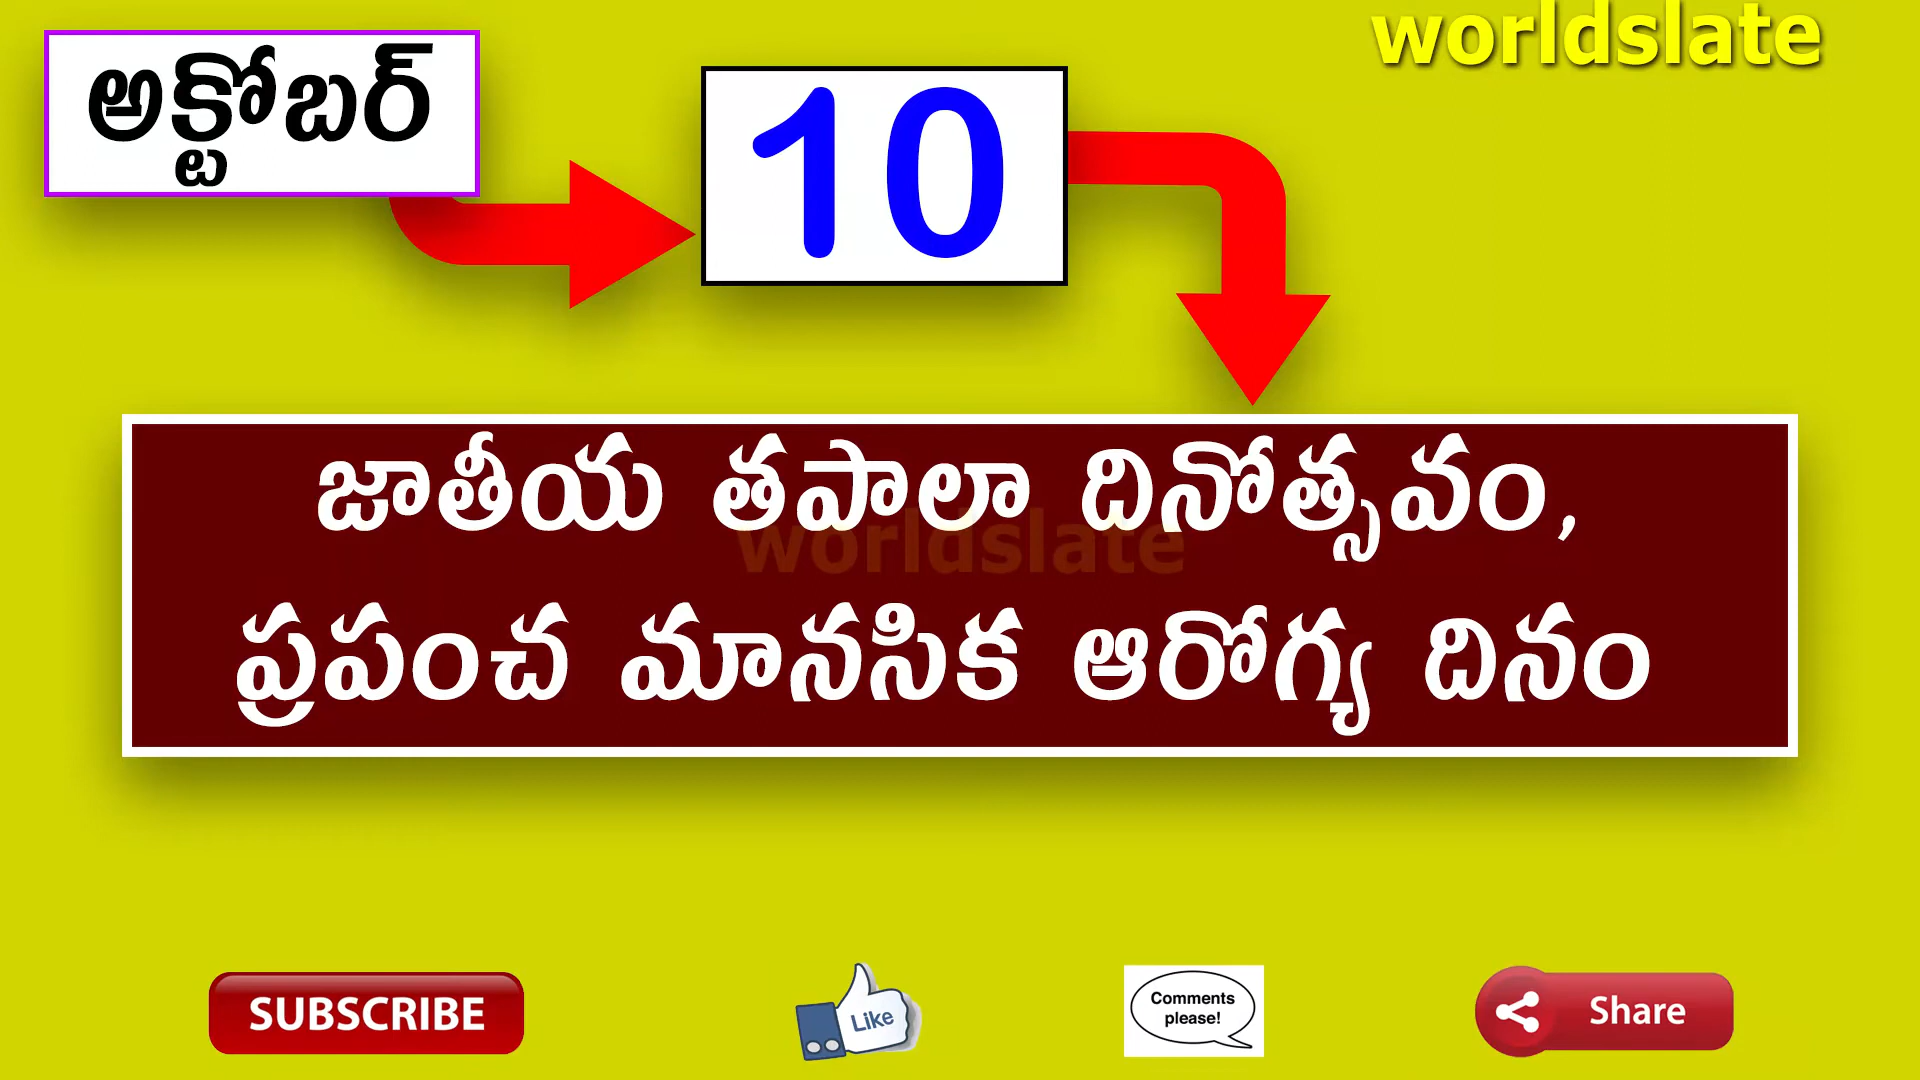 worldslate
అక్టోబర్
10
జాతీయ తపాలా దినోత్సవం,
worldslate
ప్రపంచ మానసిక ఆరోగ్య దినం
SUBSCRIBE
Like
Comments
please!
Share